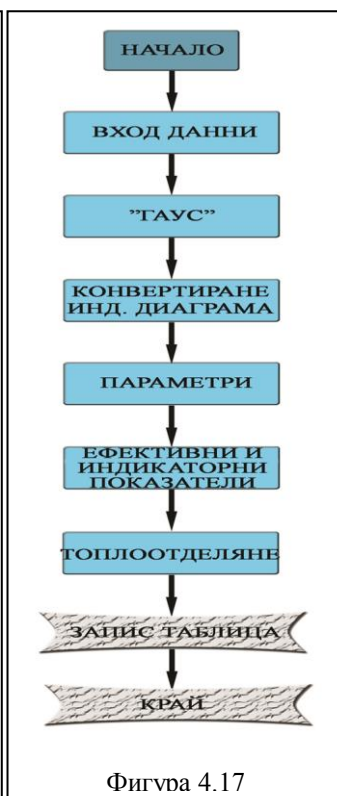 НАЧАЛО
ВХОД ДАННИ
”ГАУС”
КОНВЕРТИРАНЕ
ИНД. ДИАГРАМА
ПАРАМЕТРИ
ЕФЕКТИВНИ И
ИНДИКАТОРНИ
ПОКАЗАТЕЛИ
ТОПЛООТДЕЛЯНЕ
ЗАПИС ТАБЛИЦА
КРАЙ
Фигура 4.17